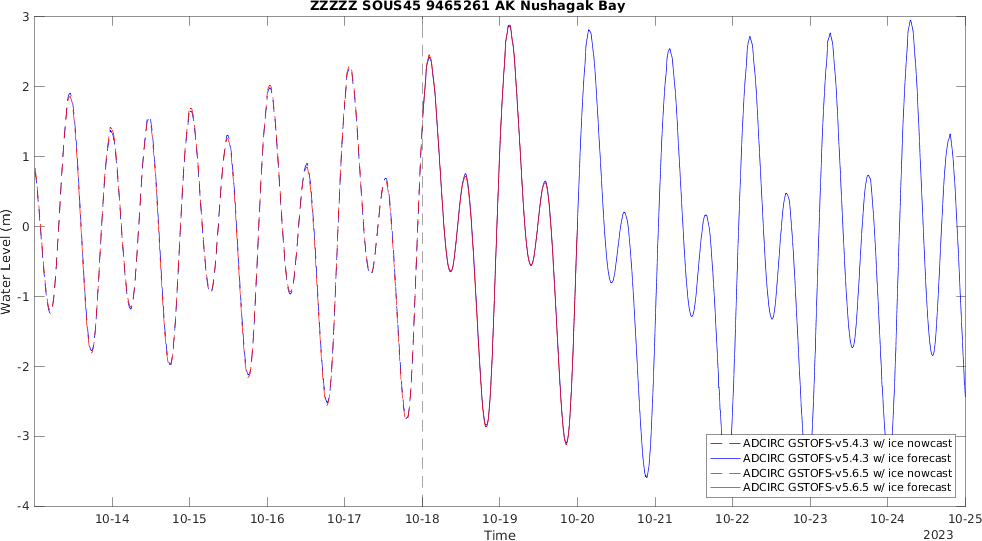 ZZZZZ SOUS45 9465261 AK Nushagak Bay
3
2
1
0
-1
-2
-3
-4
Water Level (m)
ADCIRC GSTOFS-v5.4.3 w/ ice nowcast
ADCIRC GSTOFS-v5.4.3 w/ ice forecast
ADCIRC GSTOFS-v5.6.5 w/ ice nowcast
ADCIRC GSTOFS-v5.6.5 w/ ice forecast
10-14 10-15 10-16 10-17 10-18 10-19 10-20 10-21 10-22 10-23 10-24 10-25
Time 2023